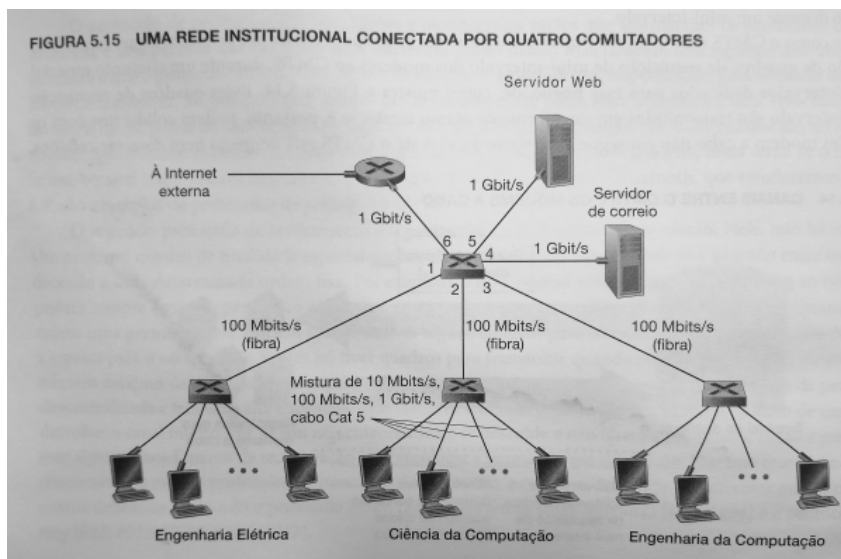 FIGURA 5.15 UMA REDE INSTITUCIONAL CONECTADA POR QUATRO COMUTADORES
Servidor Web
À Internet
externa
1 Gbit/s
Servidor
de correio
1 Gbit/s
1 Gbit/s
6 5
4
1
2 3
100 Mbits/s
(fibra)
100 Mbits/s
(fibra)
100 Mbits/s
(fibra)
Mistura de 10 Mbits/s,
100 Mbits/s, 1 Gbit/s,
cabo Cat 5
Engenharia Elétrica
Ciência da Computação
Engenharia da Computação